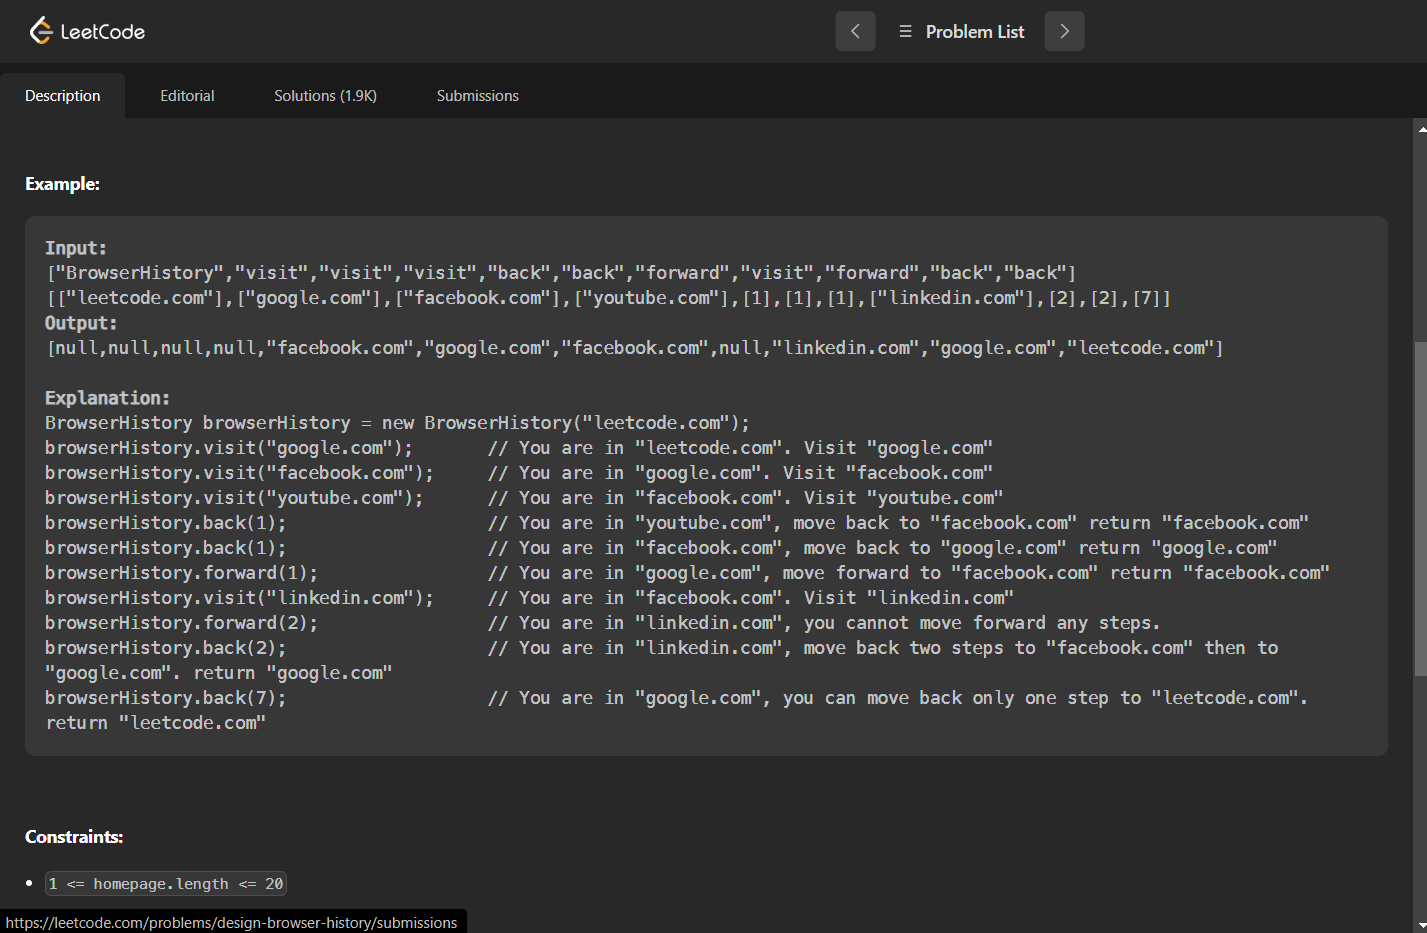 LeetCode
Problem List
Description
Editorial
Solutions (1.9K)
Submissions
Example:
Input:
["BrowserHistory","visit","visit","visit","back","back","forward","visit","forward","back","back"]
[["leetcode.com"],["google.com"],["facebook.com"],["youtube.com"],[1],[1],[1],["linkedin.com"],[2],[2],[7]]
Output:
[null,null,null,null,"facebook.com","google.com","facebook.com",null,"linkedin.com","google.com","leetcode.com"]
Explanation:
BrowserHistory browserHistory = new BrowserHistory("leetcode.com");
browserHistory.visit("google.com");       // You are in "leetcode.com". Visit "google.com"
browserHistory.visit("facebook.com");     // You are in "google.com". Visit "facebook.com"
browserHistory.visit("youtube.com");      // You are in "facebook.com". Visit "youtube.com"
browserHistory.back(1);                   // You are in "youtube.com", move back to "facebook.com" return "facebook.com"
browserHistory.back(1);                   // You are in "facebook.com", move back to "google.com" return "google.com"
browserHistory.forward(1);                // You are in "google.com", move forward to "facebook.com" return "facebook.com"
browserHistory.visit("linkedin.com");     // You are in "facebook.com". Visit "linkedin.com"
browserHistory.forward(2);                // You are in "linkedin.com", you cannot move forward any steps.
browserHistory.back(2);                   // You are in "linkedin.com", move back two steps to "facebook.com" then to
"google.com". return "google.com"
browserHistory.back(7);                   // You are in "google.com", you can move back only one step to "leetcode.com".
return "leetcode.com"
Constraints:
• 1 <= homepage.length <= 20
https://leetcode.com/problems/design-browser-history/submissions